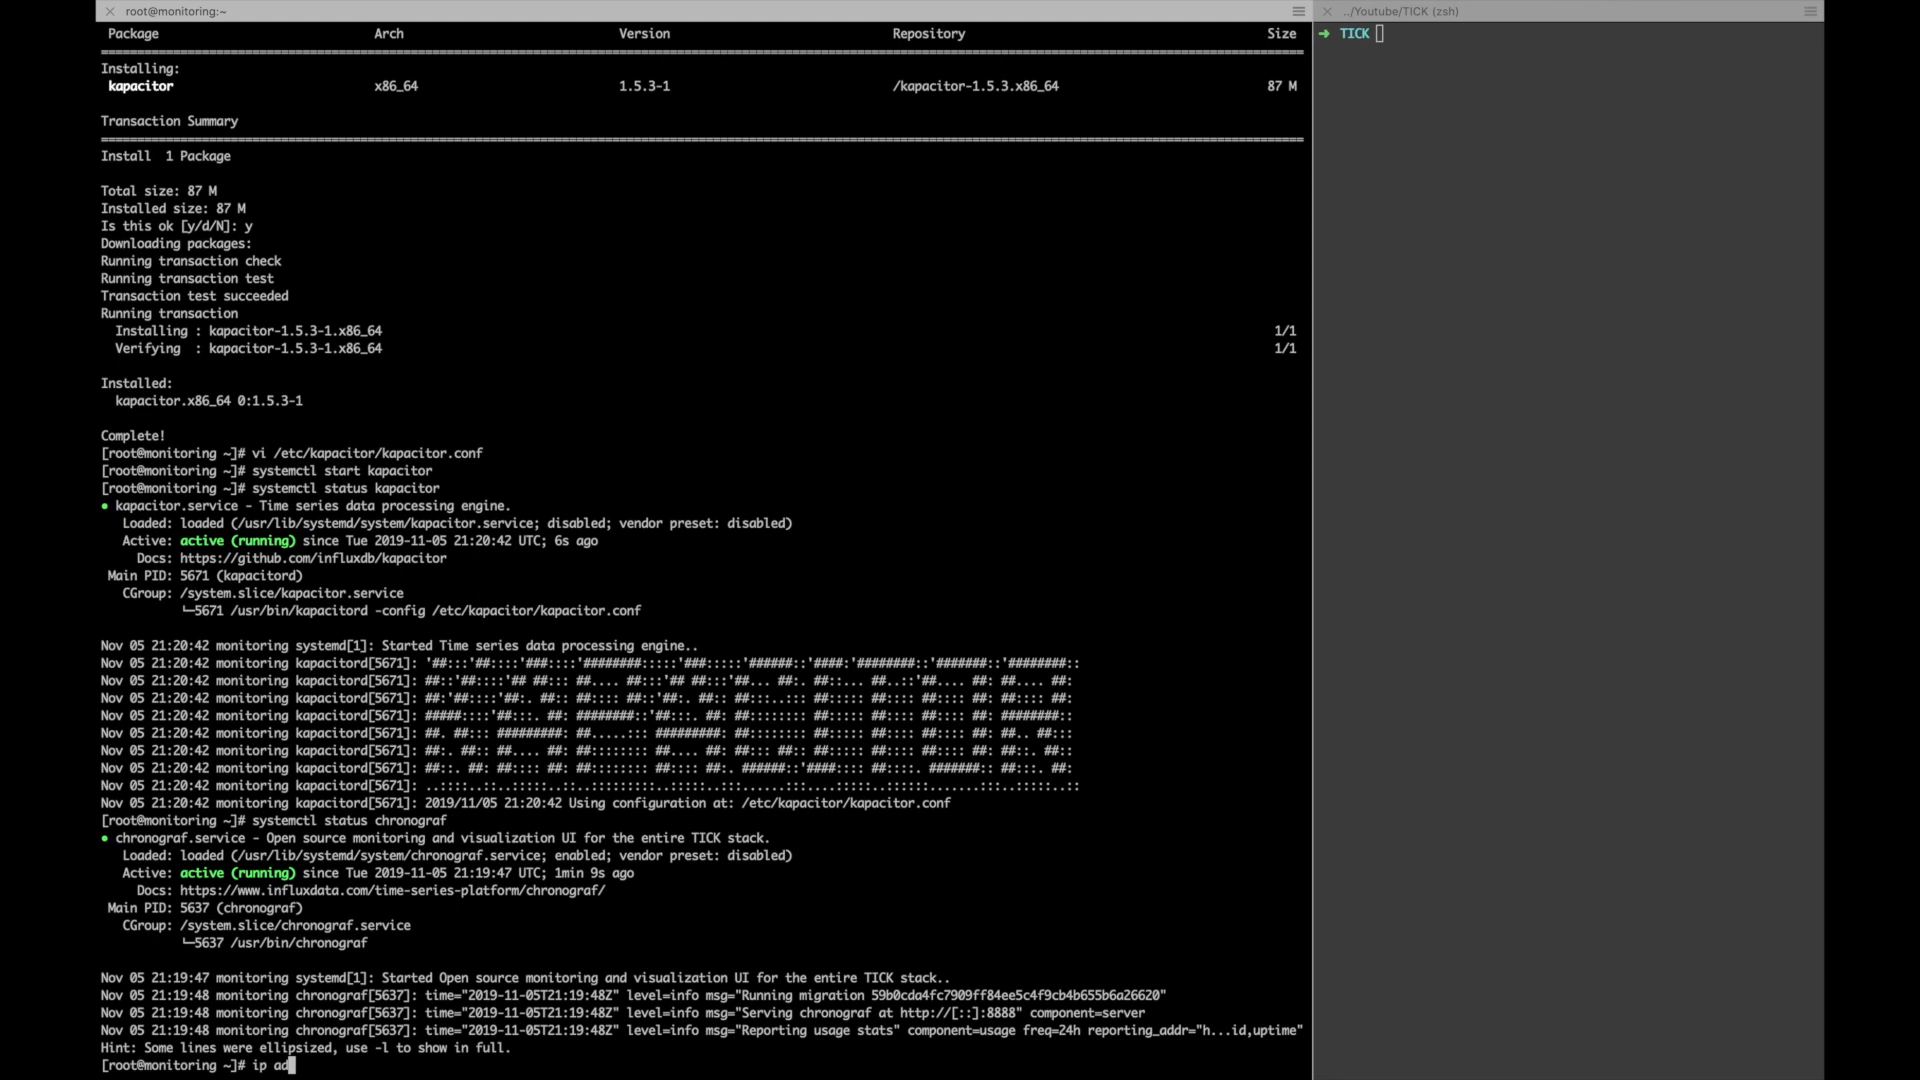 root@monitoring:~
../Youtube/TICK (zsh)
Package Arch Version Repository Size
Installing:
kapacitor x86_64 1.5.3-1 /kapacitor-1.5.3.x86_64 87 M
Transaction Summary
Install 1 Package
Total size: 87 M
Installed size: 87 M
Is this ok [y/d/N]: y
Downloading packages:
Running transaction check
Running transaction test
Transaction test succeeded
Running transaction
Installing : kapacitor-1.5.3-1.x86_64 1/1
Verifying : kapacitor-1.5.3-1.x86_64 1/1
Installed:
kapacitor.x86_64 0:1.5.3-1
Complete!
[root@monitoring ~]# vi /etc/kapacitor/kapacitor.conf
[root@monitoring ~]# systemctl start kapacitor
[root@monitoring ~]# systemctl status kapacitor
● kapacitor.service - Time series data processing engine.
Loaded: loaded (/usr/lib/systemd/system/kapacitor.service; disabled; vendor preset: disabled)
Active: active (running) since Tue 2019-11-05 21:20:42 UTC; 6s ago
Docs: https://github.com/influxdb/kapacitor
Main PID: 5671 (kapacitord)
CGroup: /system.slice/kapacitor.service
└─5671 /usr/bin/kapacitord -config /etc/kapacitor/kapacitor.conf
Nov 05 21:20:42 monitoring systemd[1]: Started Time series data processing engine..
Nov 05 21:20:42 monitoring kapacitord[5671]: '##:::'##::::'###::::'########:::::'###:::::'######::'####:'########::'#######::'########::
Nov 05 21:20:42 monitoring kapacitord[5671]: ##::'##::::'## ##::: ##.... ##:::'## ##:::'##... ##:. ##::... ##..::'##.... ##: ##.... ##:
Nov 05 21:20:42 monitoring kapacitord[5671]: ##:'##::::'##:. ##:: ##:::: ##::'##:. ##:: ##:::..::: ##::::: ##:::: ##:::: ##: ##:::: ##:
Nov 05 21:20:42 monitoring kapacitord[5671]: #####::::'##:::. ##: ########::'##:::. ##: ##:::::::: ##::::: ##:::: ##:::: ##: ########::
Nov 05 21:20:42 monitoring kapacitord[5671]: ##. ##::: #########: ##.....::: #########: ##:::::::: ##::::: ##:::: ##:::: ##: ##.. ##:::
Nov 05 21:20:42 monitoring kapacitord[5671]: ##:. ##:: ##.... ##: ##:::::::: ##.... ##: ##::: ##:: ##::::: ##:::: ##:::: ##: ##::. ##::
Nov 05 21:20:42 monitoring kapacitord[5671]: ##::. ##: ##:::: ##: ##:::::::: ##:::: ##:. ######::'####:::: ##::::. #######:: ##:::. ##:
Nov 05 21:20:42 monitoring kapacitord[5671]: ..::::..::..:::::..::..:::::::::..:::::..:::......:::....:::::..::::::.......:::..:::::..::
Nov 05 21:20:42 monitoring kapacitord[5671]: 2019/11/05 21:20:42 Using configuration at: /etc/kapacitor/kapacitor.conf
[root@monitoring ~]# systemctl status chronograf
● chronograf.service - Open source monitoring and visualization UI for the entire TICK stack.
Loaded: loaded (/usr/lib/systemd/system/chronograf.service; enabled; vendor preset: disabled)
Active: active (running) since Tue 2019-11-05 21:19:47 UTC; 1min 9s ago
Docs: https://www.influxdata.com/time-series-platform/chronograf/
Main PID: 5637 (chronograf)
CGroup: /system.slice/chronograf.service
└─5637 /usr/bin/chronograf
Nov 05 21:19:47 monitoring systemd[1]: Started Open source monitoring and visualization UI for the entire TICK stack..
Nov 05 21:19:48 monitoring chronograf[5637]: time="2019-11-05T21:19:48Z" level=info msg="Running migration 59b0cda4fc7909ff84ee5c4f9cb4b655b6a26620"
Nov 05 21:19:48 monitoring chronograf[5637]: time="2019-11-05T21:19:48Z" level=info msg="Serving chronograf at http://[::]:8888" component=server
Nov 05 21:19:48 monitoring chronograf[5637]: time="2019-11-05T21:19:48Z" level=info msg="Reporting usage stats" component=usage freq=24h reporting_addr="h...id,uptime"
Hint: Some lines were ellipsized, use -l to show in full.
[root@monitoring ~]# ip ad
➜ TICK